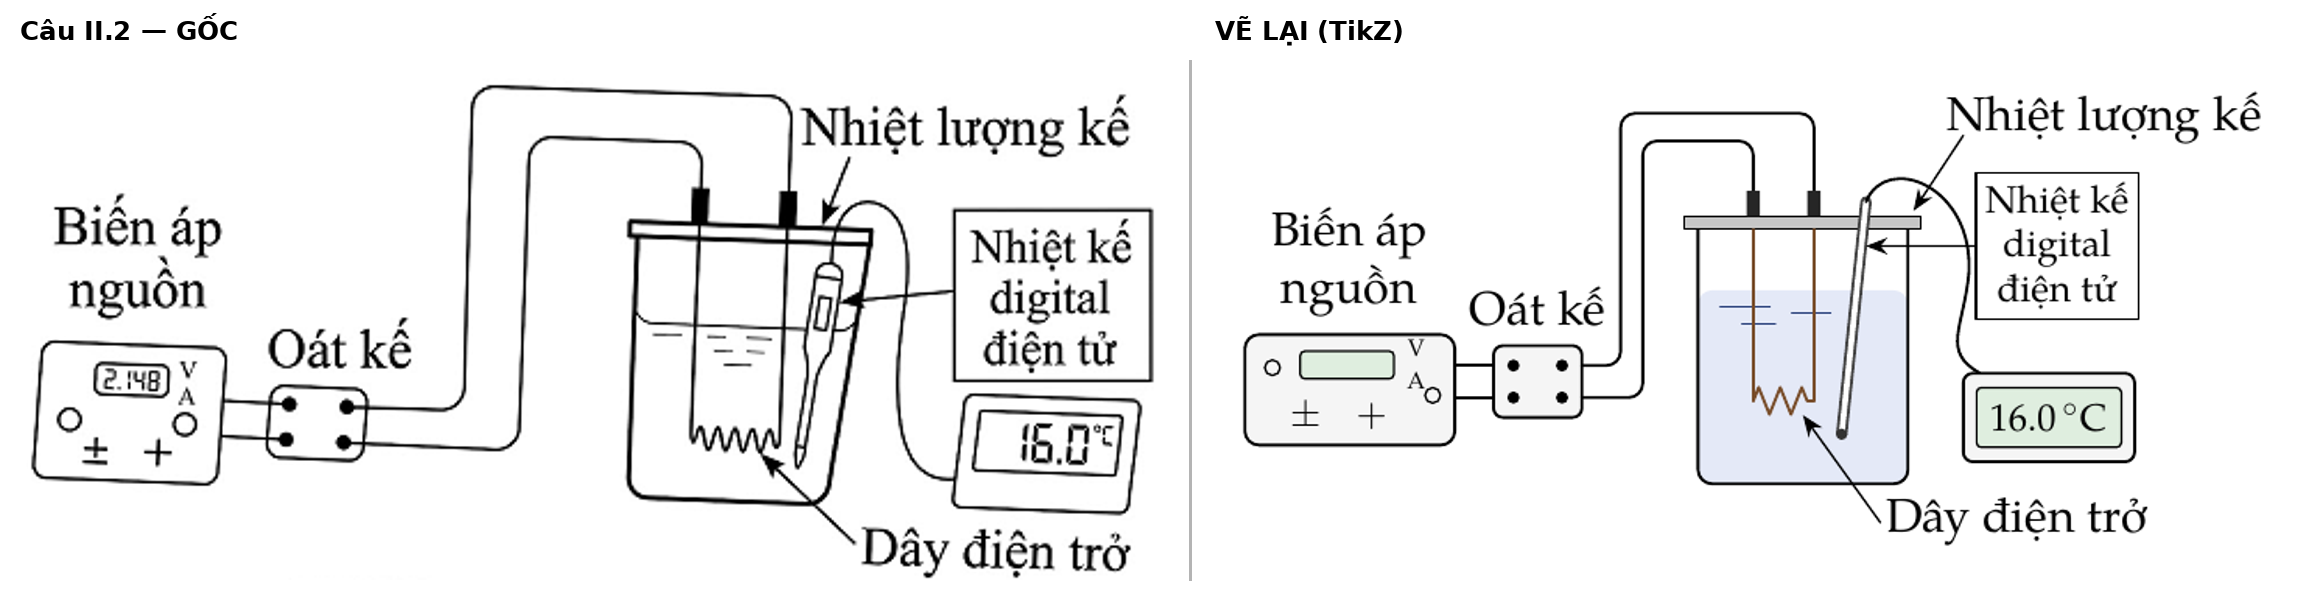 Câu II.2 — GỐC
Nhiệt lượng kế
Biến áp
nguồn
Nhiệt kế
digital
điện tử
Oát kế
2.148
V
A
± +
16.0°C
Dây điện trở
VẼ LẠI (TikZ)
Nhiệt lượng kế
Nhiệt kế
digital
điện tử
Biến áp
nguồn
Oát kế
V
A
± +
16.0 °C
Dây điện trở